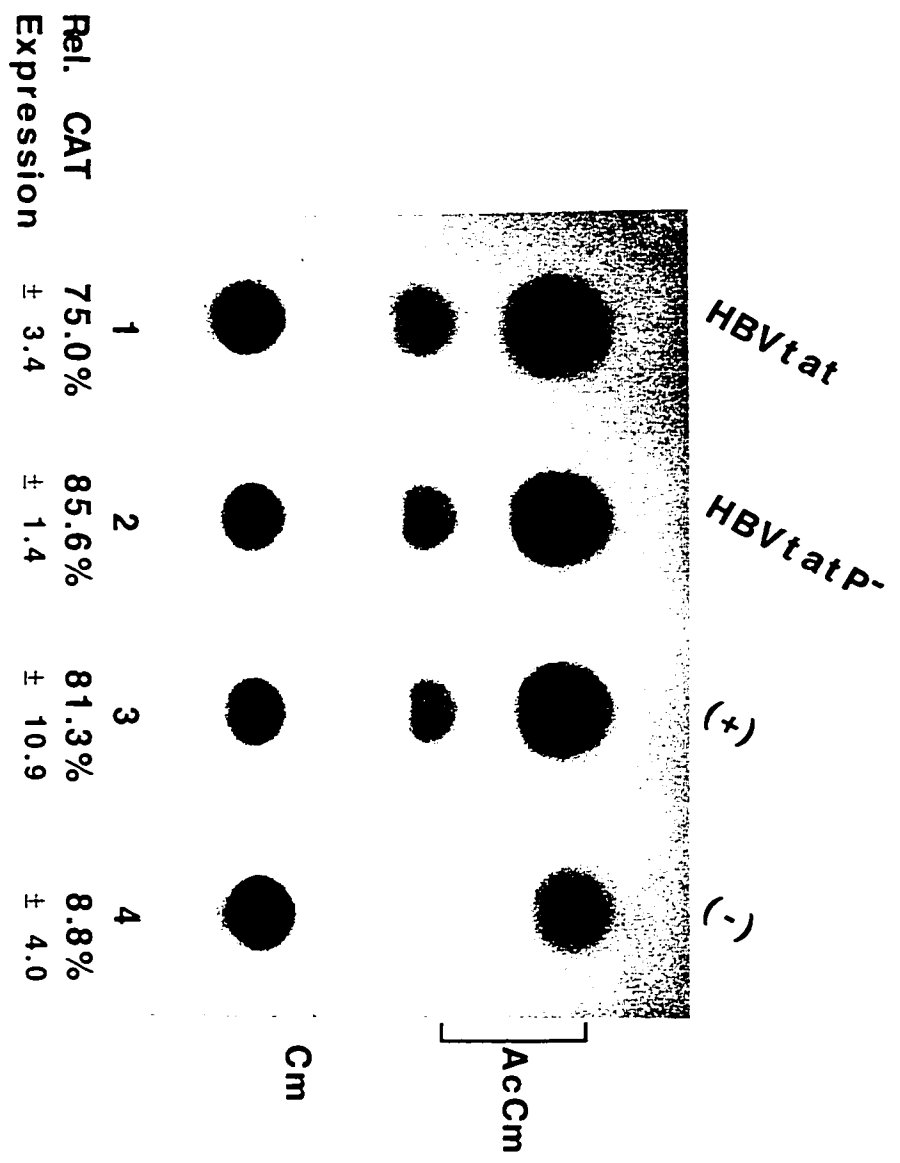 HBVtat HBVtatP- (+) (-)
AcCm
Cm
1 2 3 4
Rel. CAT 75.0% 85.6% 81.3% 8.8%
Expression ± 3.4 ± 1.4 ± 10.9 ± 4.0